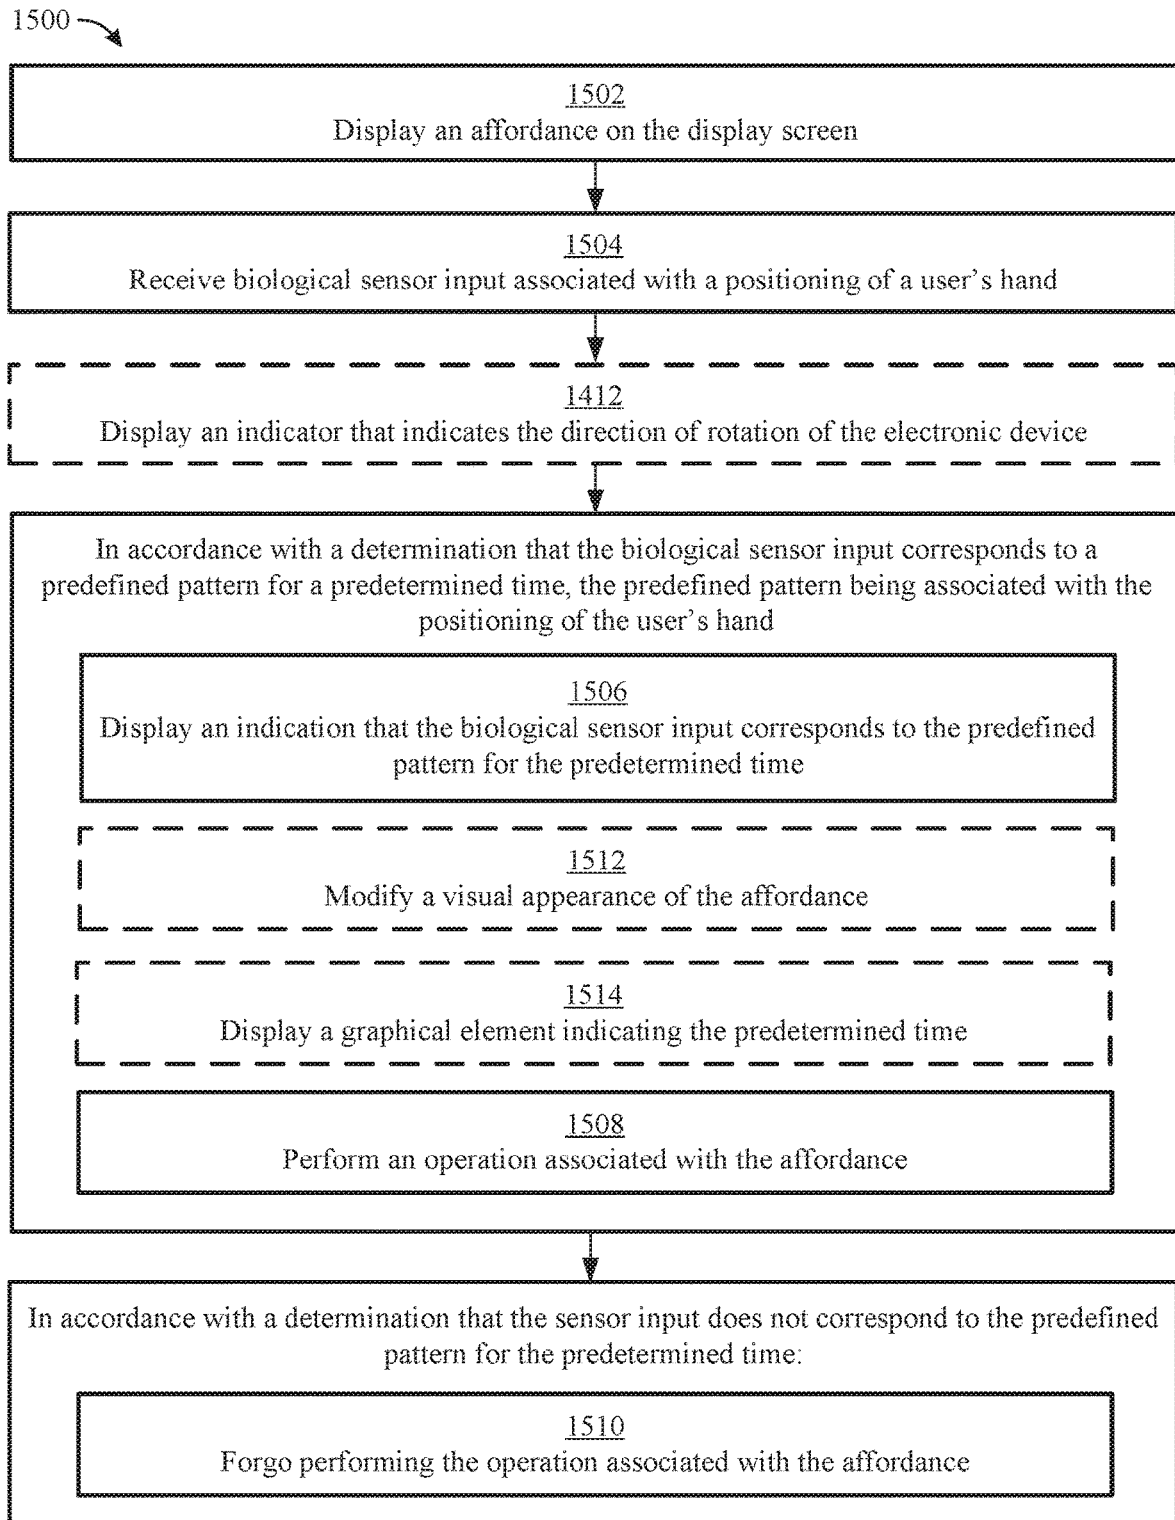 1500
1502
Display an affordance on the display screen
1504
Receive biological sensor input associated with a positioning of a user's hand
1412
Display an indicator that indicates the direction of rotation of the electronic device
In accordance with a determination that the biological sensor input corresponds to a
predefined pattern for a predetermined time, the predefined pattern being associated with the
positioning of the user's hand
1506
Display an indication that the biological sensor input corresponds to the predefined
pattern for the predetermined time
1512
Modify a visual appearance of the affordance
1514
Display a graphical element indicating the predetermined time
1508
Perform an operation associated with the affordance
In accordance with a determination that the sensor input does not correspond to the predefined
pattern for the predetermined time:
1510
Forgo performing the operation associated with the affordance